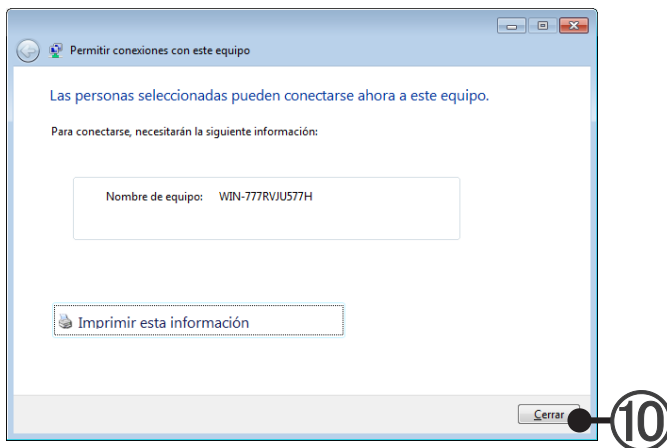 Permitir conexiones con este equipo
Las personas seleccionadas pueden conectarse ahora a este equipo.
Para conectarse, necesitarán la siguiente información:
Nombre de equipo: WIN-777RVJU577H
Imprimir esta información
Cerrar
10